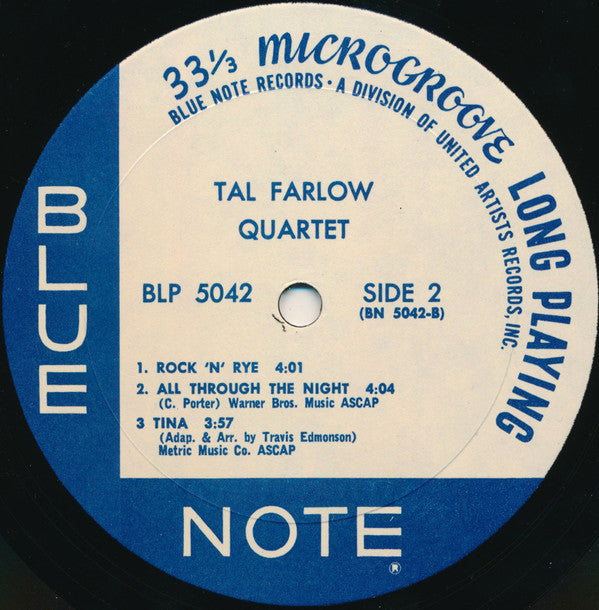 33⅓ MICROGROOVE LONG PLAYING
BLUE NOTE RECORDS · A DIVISION OF UNITED ARTISTS RECORDS, INC.
TAL FARLOW
QUARTET
BLP 5042
SIDE 2
(BN 5042-B)
1. ROCK 'N' RYE 4:01
2. ALL THROUGH THE NIGHT 4:04
(C. Porter) Warner Bros. Music ASCAP
3 TINA 3:57
(Adap. & Arr. by Travis Edmonson)
Metric Music Co. ASCAP
BLUE
NOTE
®